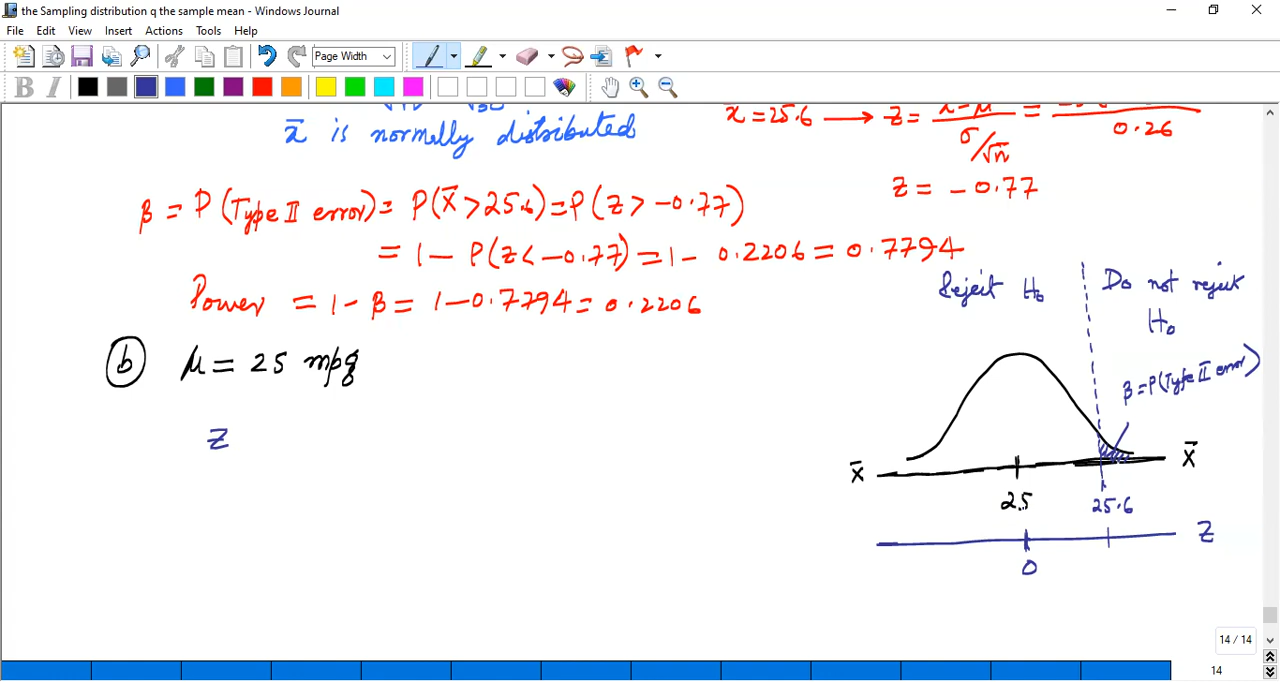 the Sampling distribution q the sample mean - Windows Journal
File Edit View Insert Actions Tools Help
Page Width
B I
x̄ is normelly distributed
x = 25.6 ⟶ z = x-μ / σ/√n = / 0.26
z = -0.77
β = P(Type II error) = P(X̄ > 25.6) = P(Z > -0.77)
= 1 - P(Z < -0.77) = 1 - 0.2206 = 0.7794
Power = 1 - β = 1 - 0.7794 = 0.2206
Reject H₀
Do not reject
H₀
β = P(Type II error)
(b) μ = 25 mpg
Z
X̄ X̄
25 25.6
Z
0
14 / 14
14